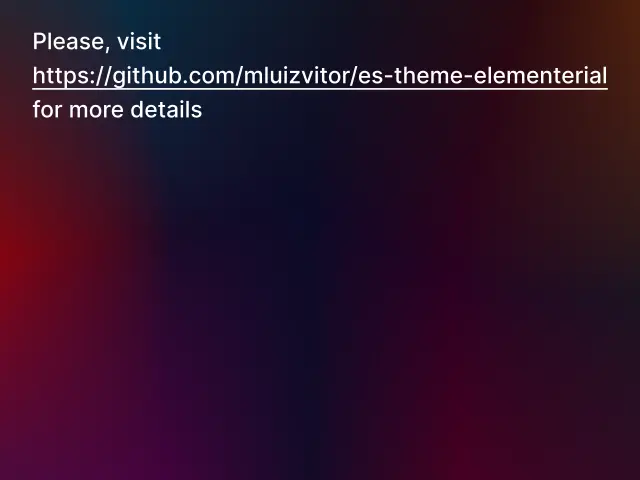 Please, visit
https://github.com/mluizvitor/es-theme-elementerial
for more details